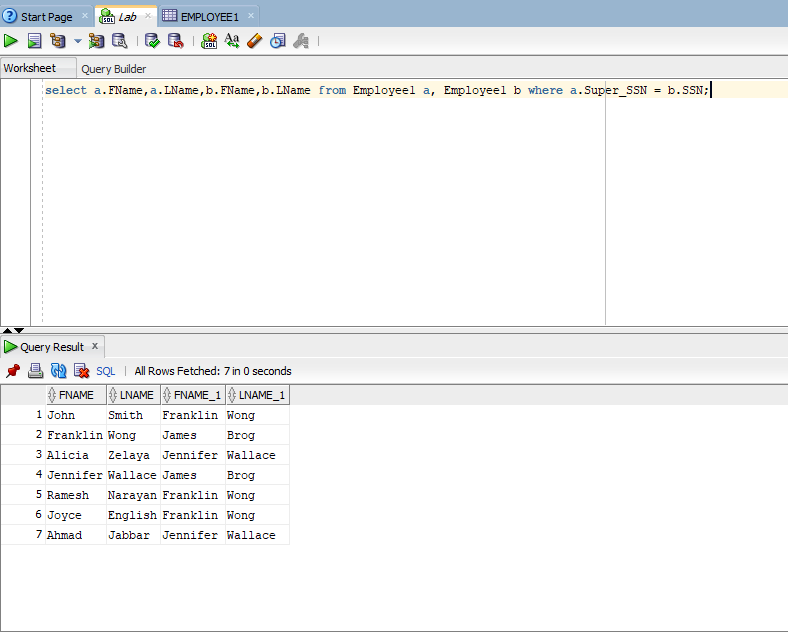 Start Page Lab EMPLOYEE1
Worksheet Query Builder
select a.FName,a.LName,b.FName,b.LName from Employee1 a, Employee1 b where a.Super_SSN = b.SSN;
Query Result x
SQL | All Rows Fetched: 7 in 0 seconds
FNAME LNAME FNAME_1 LNAME_1
1 John Smith Franklin Wong
2 Franklin Wong James Brog
3 Alicia Zelaya Jennifer Wallace
4 Jennifer Wallace James Brog
5 Ramesh Narayan Franklin Wong
6 Joyce English Franklin Wong
7 Ahmad Jabbar Jennifer Wallace